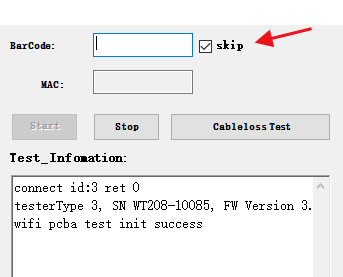 BarCode:
skip
MAC:
Start
Stop
Cableloss Test
Test_Infomation:
connect id:3 ret 0
testerType 3, SN WT208-10085, FW Version 3.
wifi pcba test init success